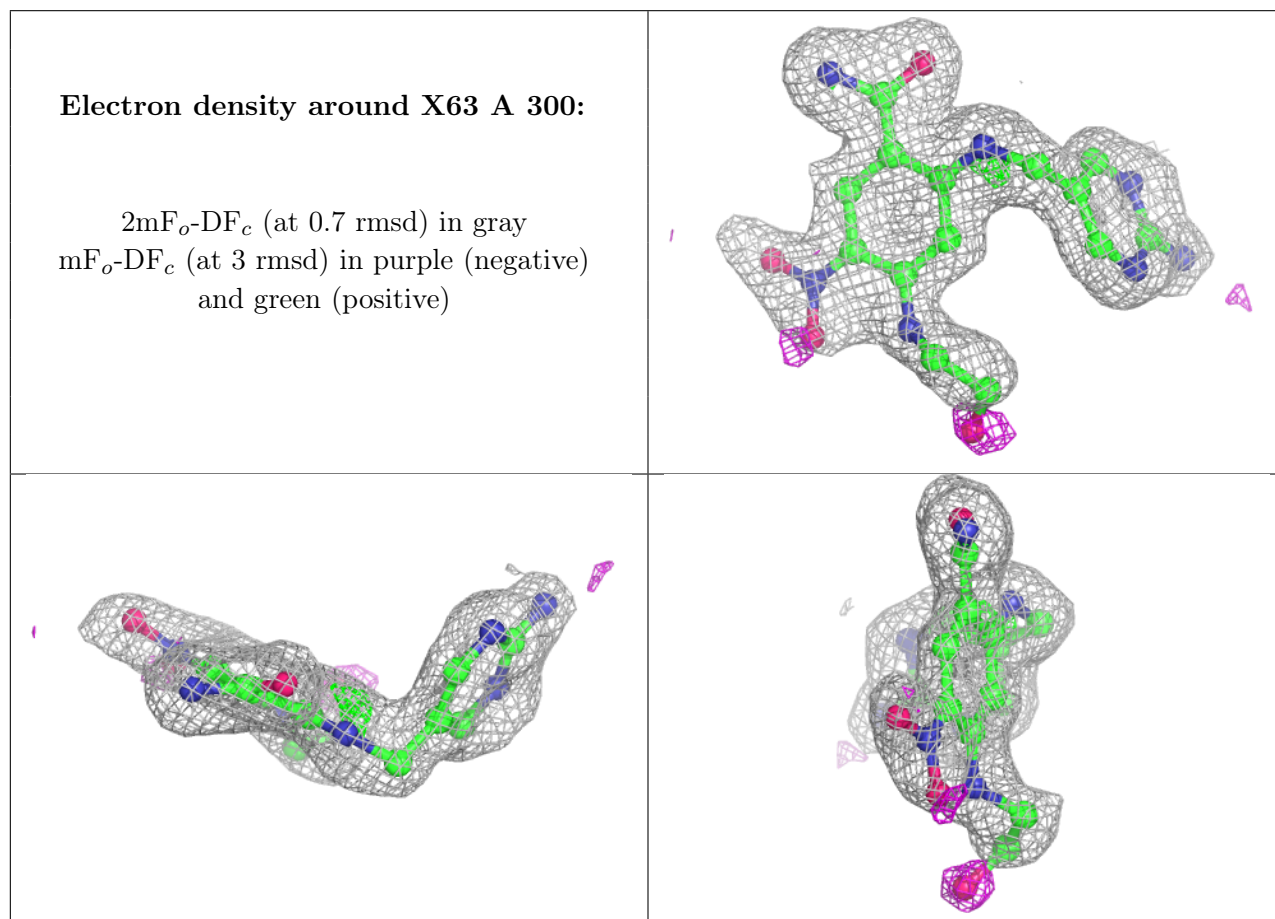 Electron density around X63 A 300:
2mFo-DFc (at 0.7 rmsd) in gray
mFo-DFc (at 3 rmsd) in purple (negative)
and green (positive)